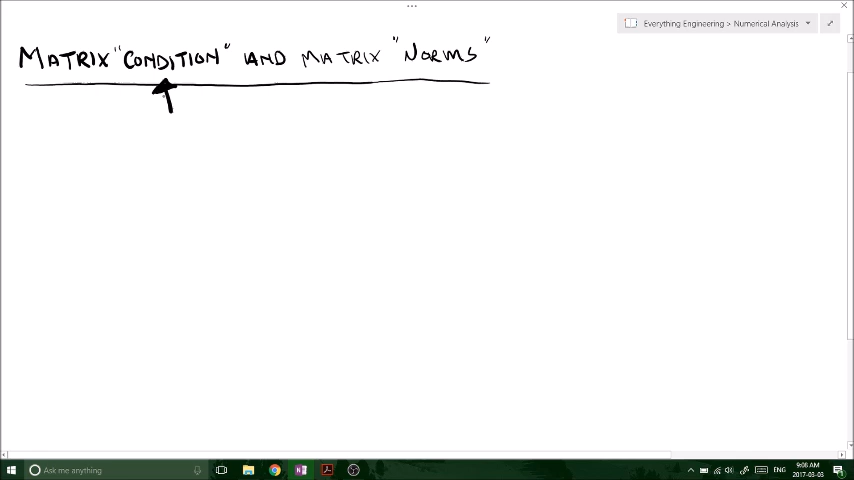 ...
Everything Engineering > Numerical Analysis
MATRIX "CONDITION" AND MATRIX "NORMS"
Ask me anything
ENG
9:08 AM
2017-03-03